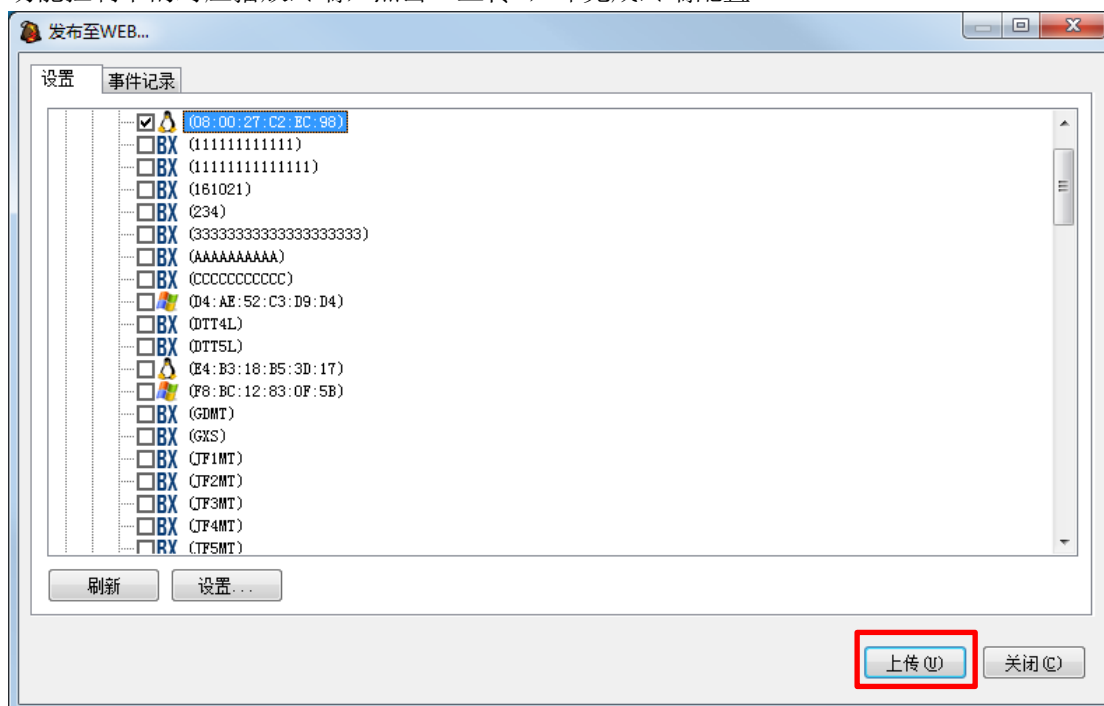 发布至WEB...
设置 事件记录
(08:00:27:C2:EC:98)
BX (111111111111)
BX (11111111111111)
BX (161021)
BX (234)
BX (33333333333333333333)
BX (AAAAAAAAAA)
BX (CCCCCCCCCCC)
(D4:AE:52:C3:D9:D4)
BX (DTT4L)
BX (DTT5L)
(E4:B3:18:B5:3D:17)
(F8:BC:12:83:0F:5B)
BX (GDMT)
BX (GXS)
BX (JF1MT)
BX (JF2MT)
BX (JF3MT)
BX (JF4MT)
BX (JF5MT)
刷新 设置...
上传(U) 关闭(C)